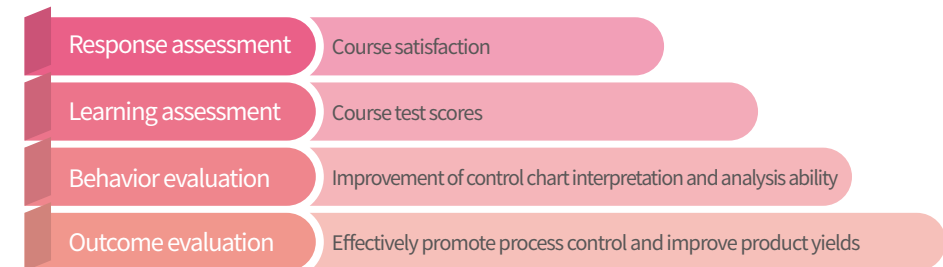 Response assessment
Course satisfaction
Learning assessment
Course test scores
Behavior evaluation
Improvement of control chart interpretation and analysis ability
Outcome evaluation
Effectively promote process control and improve product yields